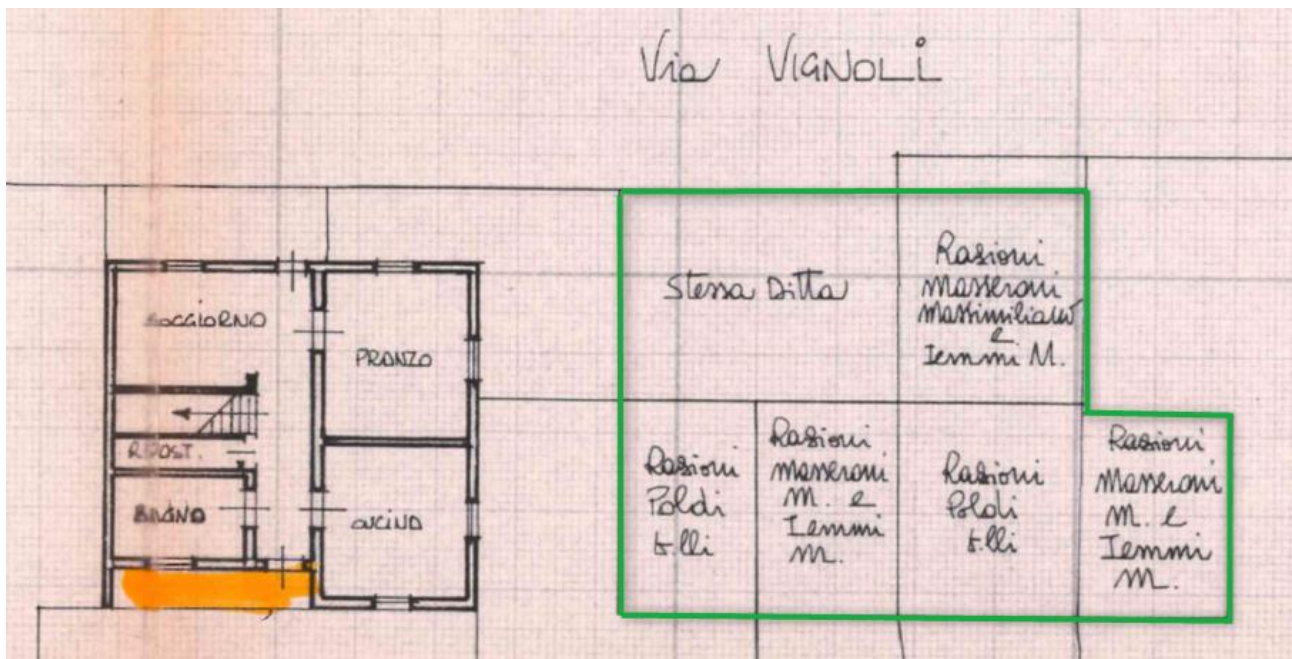 Via VIGNOLI
Stessa Ditta
Ragioni
Masseroni
Massimiliano
e
Iemmi M.
SOGGIORNO
PRANZO
RIPOST.
BAGNO
CUCINA
Ragioni
Poldi
f.lli
Ragioni
Masseroni
M. e
Iemmi
M.
Ragioni
Poldi
f.lli
Ragioni
Masseroni
M. e
Iemmi
M.